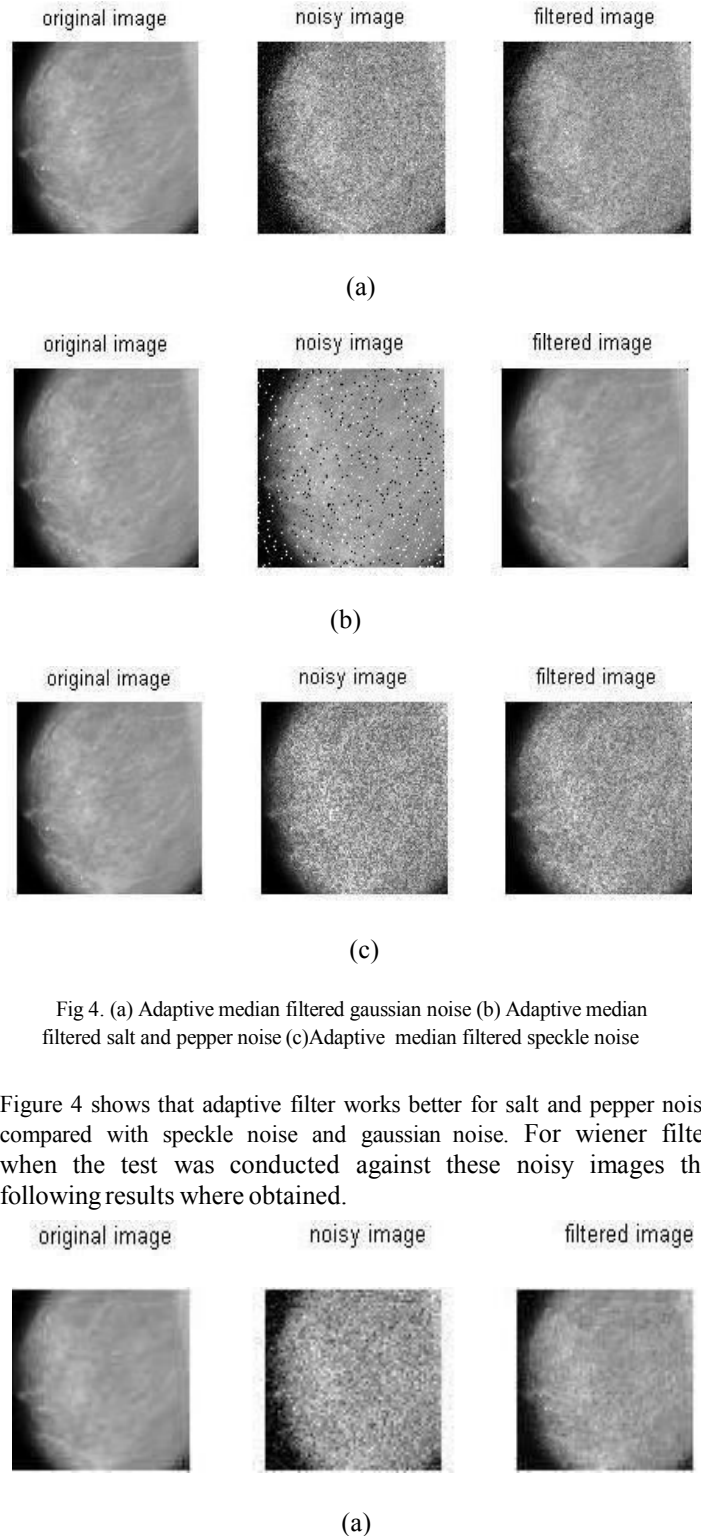 original image noisy image filtered image
(a)
original image noisy image filtered image
(b)
original image noisy image filtered image
(c)
Fig 4. (a) Adaptive median filtered gaussian noise (b) Adaptive median
filtered salt and pepper noise (c)Adaptive median filtered speckle noise
Figure 4 shows that adaptive filter works better for salt and pepper nois
compared with speckle noise and gaussian noise. For wiener filte
when the test was conducted against these noisy images th
following results where obtained.
original image noisy image filtered image
(a)